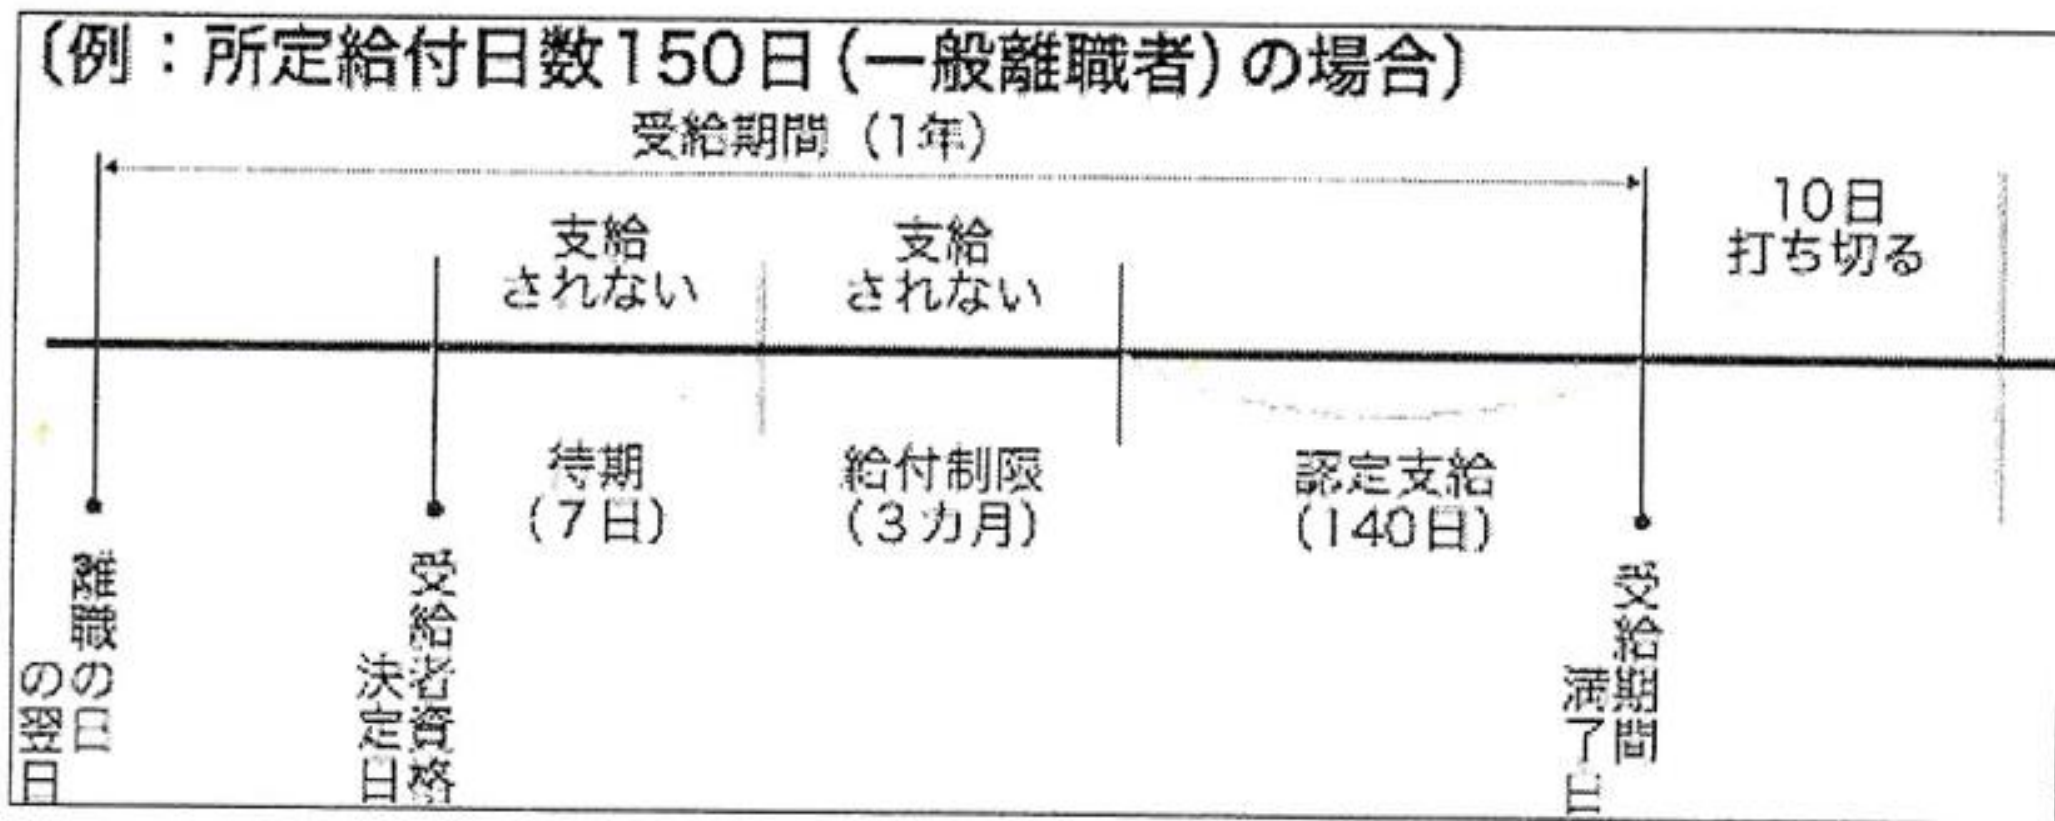 〔例：所定給付日数150日（一般離職者）の場合〕
受給期間（1年）
支給
されない
支給
されない
10日
打ち切る
待期
（7日）
給付制限
（3カ月）
認定支給
（140日）
離職の日
の翌日
受給者資格
決定日
受給期間
満了日